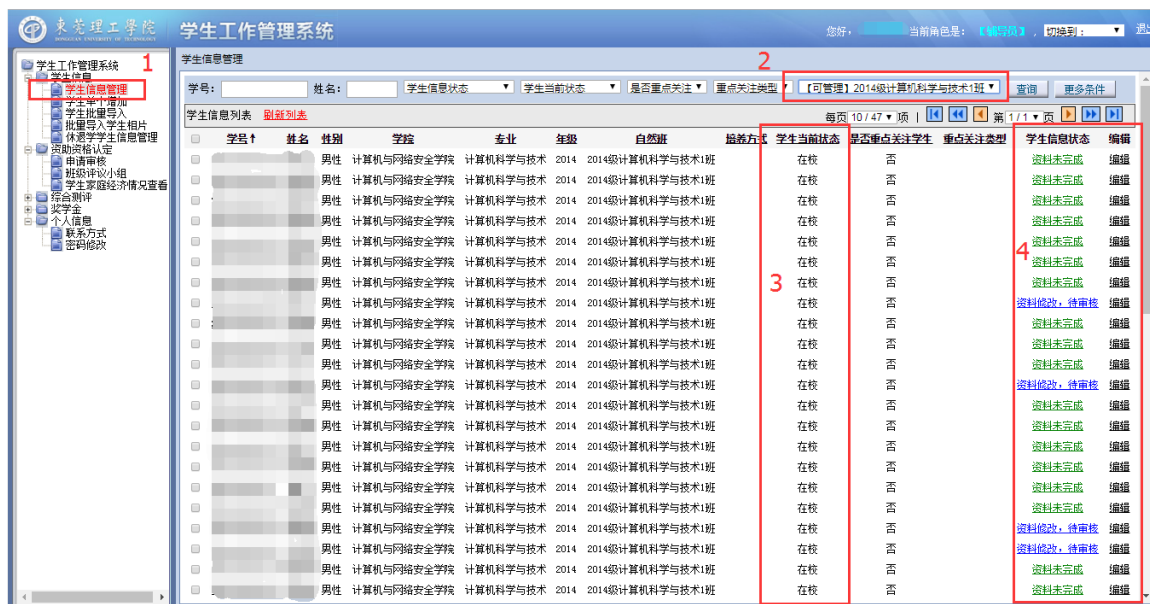 東莞理工學院 学生工作管理系统
DONGGUAN UNIVERSITY OF TECHNOLOGY
您好， 当前角色是：【辅导员】，切换到：
学生工作管理系统
1
学生信息
学生信息管理
学生单个增加
学生批量导入
批量导入学生相片
休退学学生信息管理
资助资格认定
申请审核
班级评议小组
学生家庭经济情况查看
综合测评
奖学金
个人信息
联系方式
密码修改
学生信息管理
2
学号： 姓名： 学生信息状态 学生当前状态 是否重点关注 重点关注类型 【可管理】2014级计算机科学与技术1班 查询 更多条件
学生信息列表 刷新列表 每页 10 / 47 项 | 第 1 / 1 页
学号↑ 姓名 性别 学院 专业 年级 自然班 培养方式 学生当前状态 是否重点关注学生 重点关注类型 学生信息状态 编辑
男性 计算机与网络安全学院 计算机科学与技术 2014 2014级计算机科学与技术1班 在校 否 资料未完成 编辑
男性 计算机与网络安全学院 计算机科学与技术 2014 2014级计算机科学与技术1班 在校 否 资料未完成 编辑
男性 计算机与网络安全学院 计算机科学与技术 2014 2014级计算机科学与技术1班 在校 否 资料未完成 编辑
男性 计算机与网络安全学院 计算机科学与技术 2014 2014级计算机科学与技术1班 在校 否 资料未完成 编辑
男性 计算机与网络安全学院 计算机科学与技术 2014 2014级计算机科学与技术1班 在校 否 资料未完成 编辑
4
男性 计算机与网络安全学院 计算机科学与技术 2014 2014级计算机科学与技术1班 在校 否 资料未完成 编辑
男性 计算机与网络安全学院 计算机科学与技术 2014 2014级计算机科学与技术1班 在校 否 资料未完成 编辑
3
男性 计算机与网络安全学院 计算机科学与技术 2014 2014级计算机科学与技术1班 在校 否 资料修改，待审核 编辑
男性 计算机与网络安全学院 计算机科学与技术 2014 2014级计算机科学与技术1班 在校 否 资料未完成 编辑
男性 计算机与网络安全学院 计算机科学与技术 2014 2014级计算机科学与技术1班 在校 否 资料未完成 编辑
男性 计算机与网络安全学院 计算机科学与技术 2014 2014级计算机科学与技术1班 在校 否 资料未完成 编辑
男性 计算机与网络安全学院 计算机科学与技术 2014 2014级计算机科学与技术1班 在校 否 资料修改，待审核 编辑
男性 计算机与网络安全学院 计算机科学与技术 2014 2014级计算机科学与技术1班 在校 否 资料未完成 编辑
男性 计算机与网络安全学院 计算机科学与技术 2014 2014级计算机科学与技术1班 在校 否 资料未完成 编辑
男性 计算机与网络安全学院 计算机科学与技术 2014 2014级计算机科学与技术1班 在校 否 资料未完成 编辑
男性 计算机与网络安全学院 计算机科学与技术 2014 2014级计算机科学与技术1班 在校 否 资料未完成 编辑
男性 计算机与网络安全学院 计算机科学与技术 2014 2014级计算机科学与技术1班 在校 否 资料未完成 编辑
男性 计算机与网络安全学院 计算机科学与技术 2014 2014级计算机科学与技术1班 在校 否 资料未完成 编辑
男性 计算机与网络安全学院 计算机科学与技术 2014 2014级计算机科学与技术1班 在校 否 资料修改，待审核 编辑
男性 计算机与网络安全学院 计算机科学与技术 2014 2014级计算机科学与技术1班 在校 否 资料修改，待审核 编辑
男性 计算机与网络安全学院 计算机科学与技术 2014 2014级计算机科学与技术1班 在校 否 资料未完成 编辑
男性 计算机与网络安全学院 计算机科学与技术 2014 2014级计算机科学与技术1班 在校 否 资料未完成 编辑